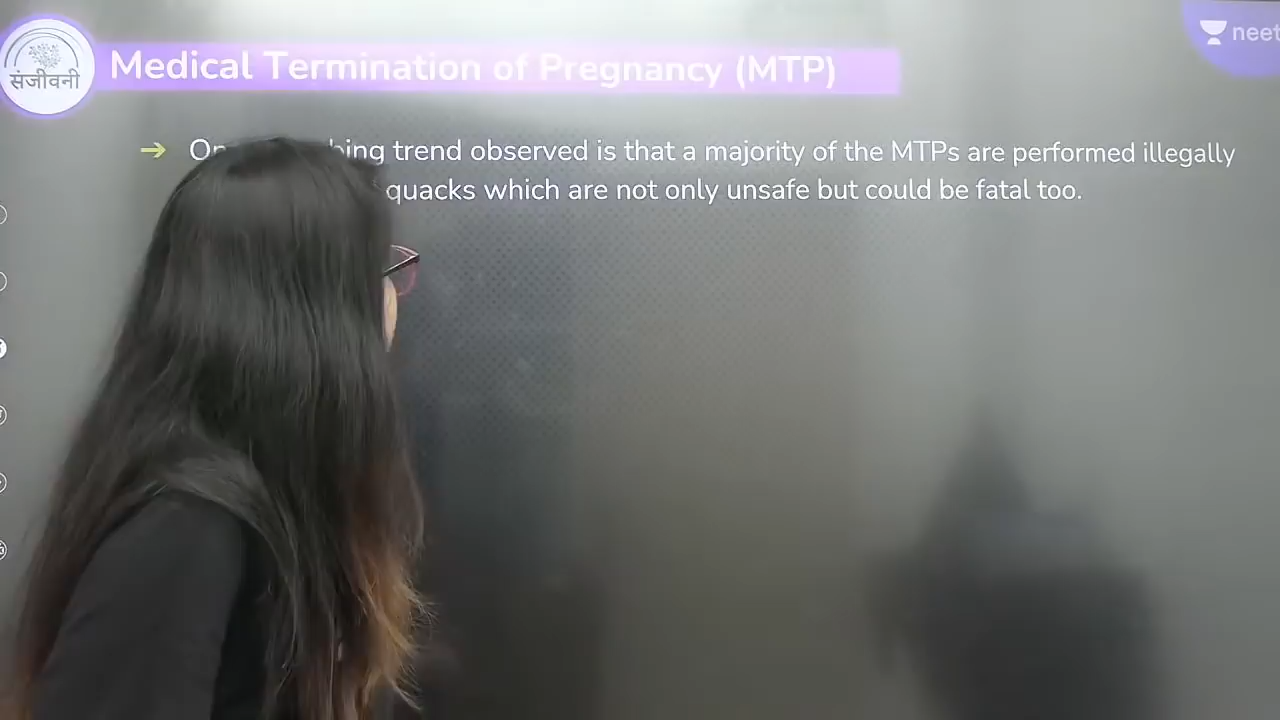 संजीवनी
Medical Termination of Pregnancy (MTP)
neet
trend observed is that a majority of the MTPs are performed illegally
quacks which are not only unsafe but could be fatal too.